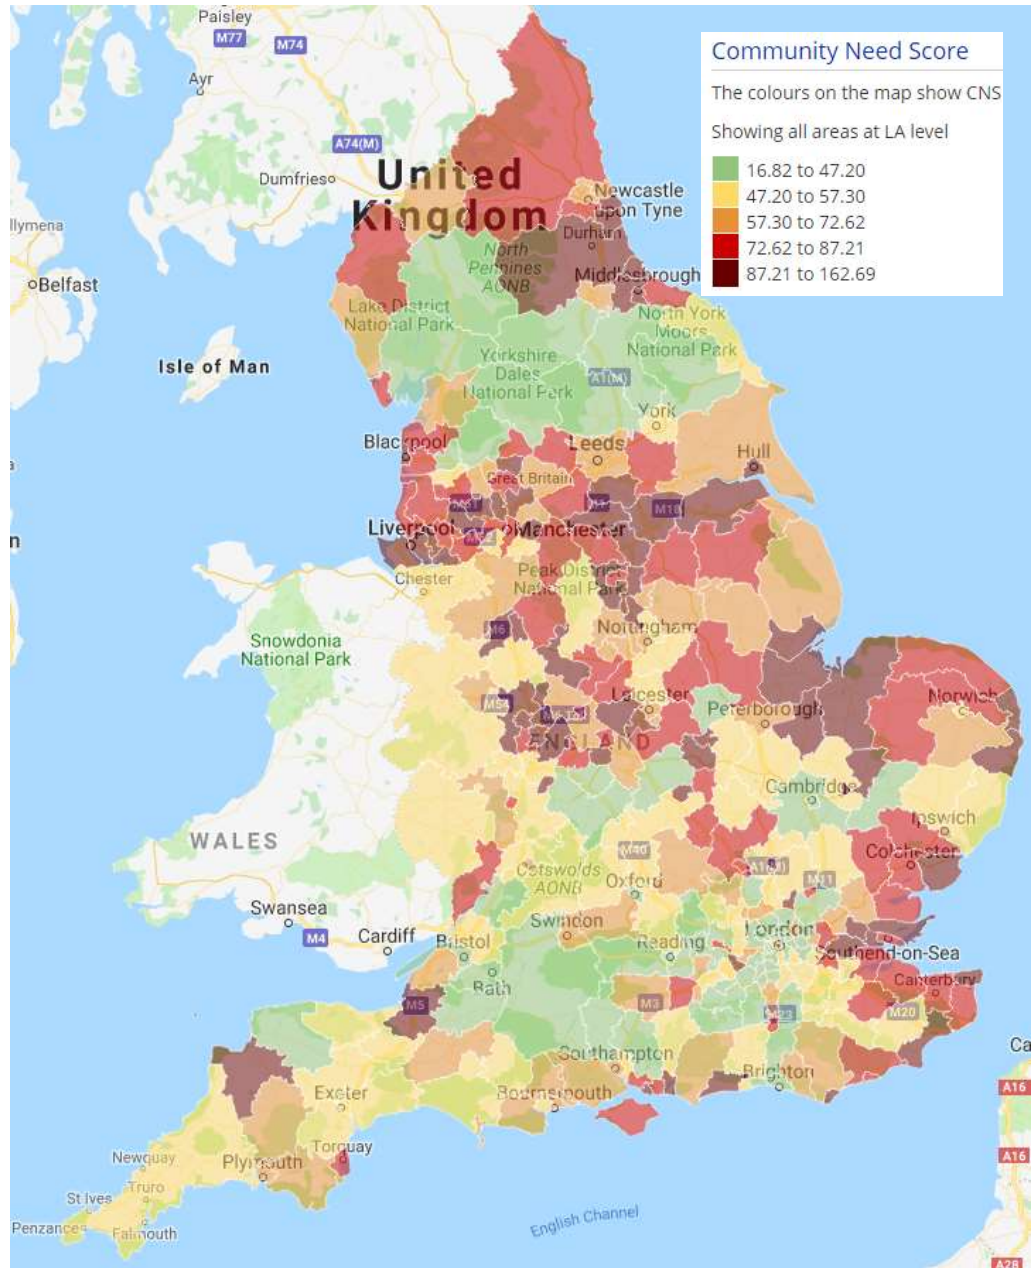 Paisley
M77
M74
Ayr
A74(M)
Dumfries
United
Kingdom
Newcastle
upon Tyne
Durham
Middlesbrough
North
Pennines
AONB
Belfast
Lake District
National Park
North York
Moors
National Park
Isle of Man
Yorkshire
Dales
National Park
A1(M)
York
Blackpool
Leeds
Hull
Great Britain
M18
Liverpool
Manchester
Chester
Peak District
National Park
M6
Nottingham
Snowdonia
National Park
Leicester
Peterborough
Norwich
ENGLAND
Cambridge
Ipswich
WALES
M40
Colchester
M11
Cotswolds
AONB
Oxford
Swansea
Swindon
London
M4
Cardiff
Bristol
Reading
Southend-on-Sea
Bath
Canterbury
M5
M3
M20
M23
Southampton
Brighton
Exeter
Bournemouth
Torquay
Newquay
Plymouth
St Ives
Truro
Penzance
Falmouth
English Channel
Ca
A16
A16
A28
Community Need Score
The colours on the map show CNS
Showing all areas at LA level
16.82 to 47.20
47.20 to 57.30
57.30 to 72.62
72.62 to 87.21
87.21 to 162.69